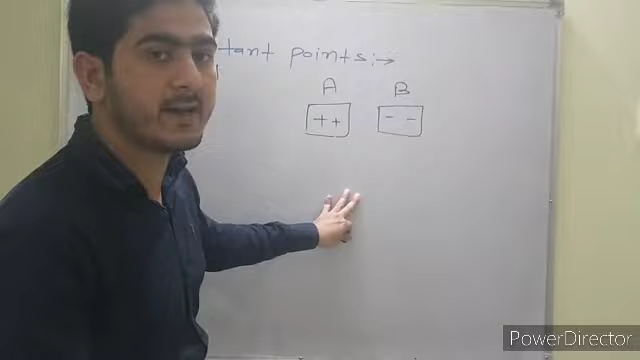 tant points:→
A B
++ - -
PowerDirector